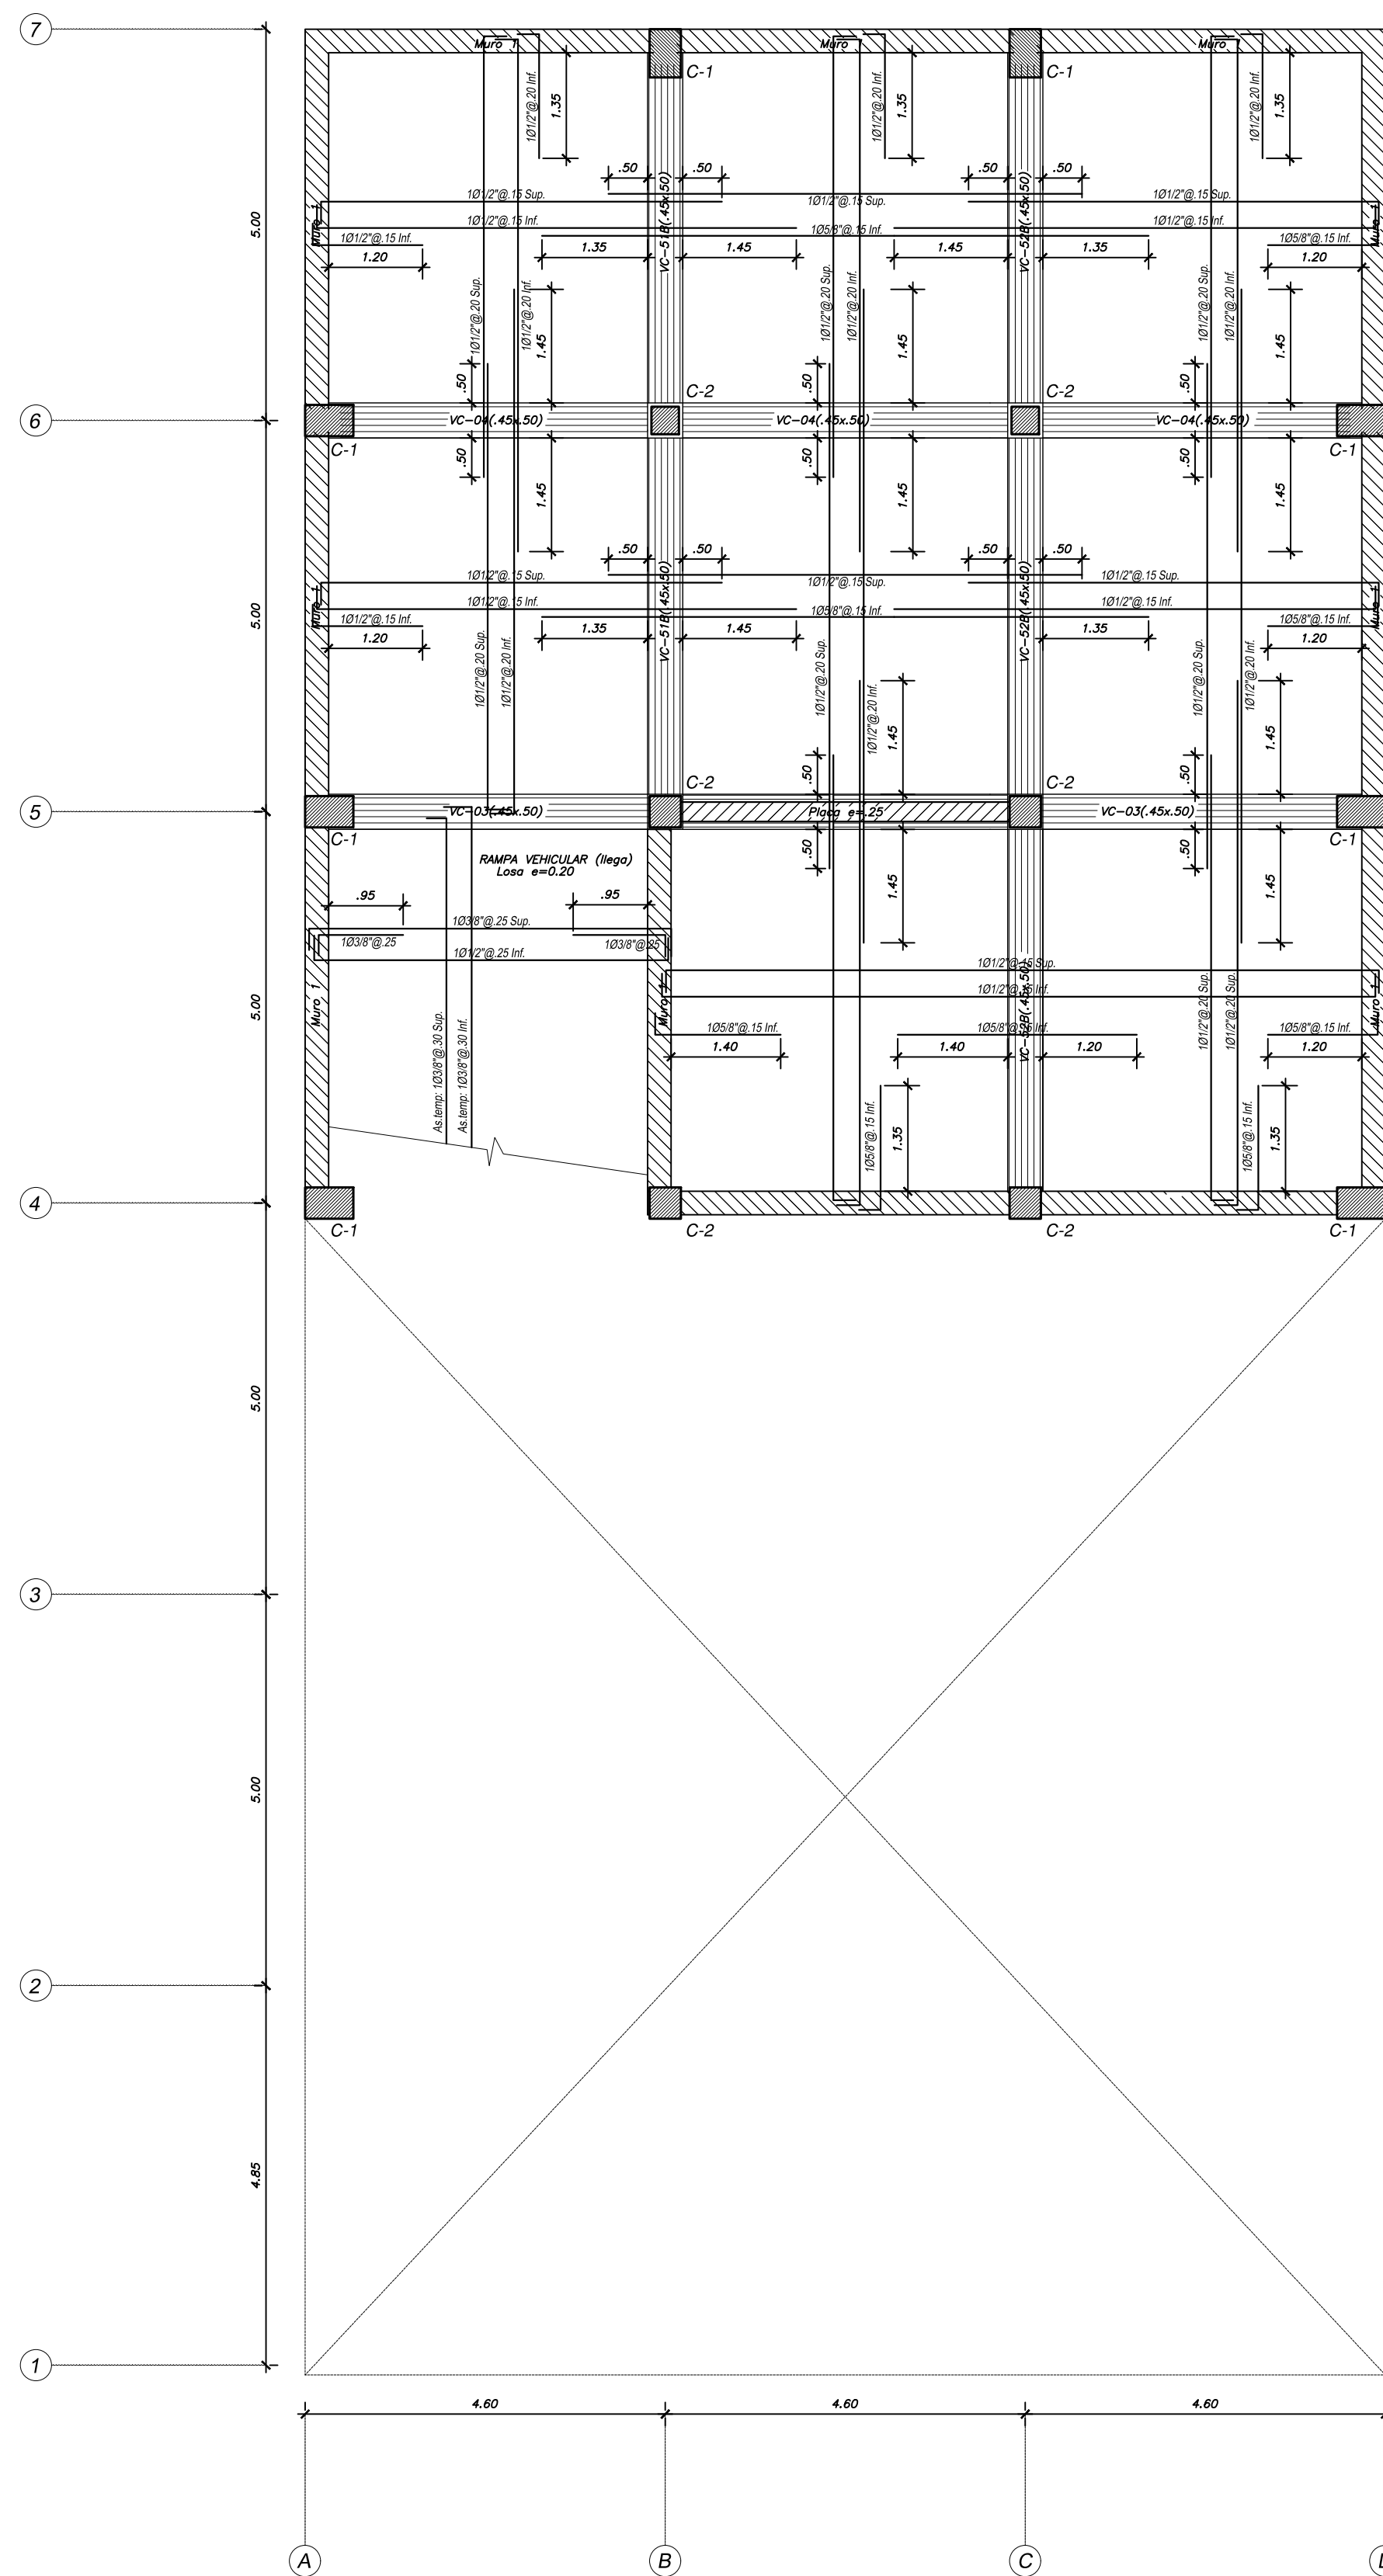 7
Muro 1
Muro
Muro
C-1
C-1
1Ø1/2"@.20 Inf.
1.35
1Ø1/2"@.20 Inf.
1.35
1Ø1/2"@.20 Inf.
1.35
.50
.50
.50
.50
VC-51B(.45x.50)
VC-52B(.45x.50)
1Ø1/2"@.15 Sup.
1Ø1/2"@.15 Sup.
1Ø1/2"@.15 Sup.
5.00
Muro 1
1Ø1/2"@.15 Inf.
1Ø5/8"@.15 Inf.
1Ø1/2"@.15 Inf.
Muro 1
1Ø1/2"@.15 Inf.
1Ø5/8"@.15 Inf.
1.20
1.35
1.45
1.45
1.35
1.20
1Ø1/2"@.20 Sup.
1Ø1/2"@.20 Inf.
1.45
1Ø1/2"@.20 Sup.
1Ø1/2"@.20 Inf.
1.45
1Ø1/2"@.20 Sup.
1Ø1/2"@.20 Inf.
1.45
.50
.50
.50
C-2
C-2
6
VC-04(.45x.50)
VC-04(.45x.50)
VC-04(.45x.50)
C-1
C-1
.50
1.45
.50
1.45
.50
1.45
.50
.50
.50
.50
VC-51B(.45x.50)
VC-52B(.45x.50)
1Ø1/2"@.15 Sup.
1Ø1/2"@.15 Sup.
1Ø1/2"@.15 Sup.
5.00
Muro 1
1Ø1/2"@.15 Inf.
1Ø5/8"@.15 Inf.
1Ø1/2"@.15 Inf.
Muro 1
1Ø1/2"@.15 Inf.
1Ø5/8"@.15 Inf.
1.20
1.35
1.45
1.35
1.20
1Ø1/2"@.20 Sup.
1Ø1/2"@.20 Inf.
1Ø1/2"@.20 Sup.
1Ø1/2"@.20 Inf.
1.45
1Ø1/2"@.20 Sup.
1Ø1/2"@.20 Inf.
1.45
.50
.50
C-2
C-2
5
VC-03(.45x.50)
Placa e=.25
VC-03(.45x.50)
C-1
C-1
RAMPA VEHICULAR (llega)
Losa e=0.20
.50
1.45
.50
1.45
.95
.95
1Ø3/8"@.25 Sup.
1Ø3/8"@.25
1Ø3/8"@.25
1Ø1/2"@.25 Inf.
5.00
Muro 1
Muro 1
1Ø1/2"@.15 Sup.
1Ø1/2"@.15 Inf.
VC-52B(.45x.50)
1Ø1/2"@.20 Sup.
1Ø1/2"@.20 Sup.
Muro 1
1Ø5/8"@.15 Inf.
1Ø5/8"@.15 Inf.
1Ø5/8"@.15 Inf.
1.40
1.40
1.20
1.20
As.temp: 1Ø3/8"@.30 Sup.
As.temp: 1Ø3/8"@.30 Inf.
1Ø5/8"@.15 Inf.
1.35
1Ø5/8"@.15 Inf.
1.35
4
C-1
C-2
C-2
C-1
5.00
3
5.00
2
4.85
1
4.60
4.60
4.60
A
B
C